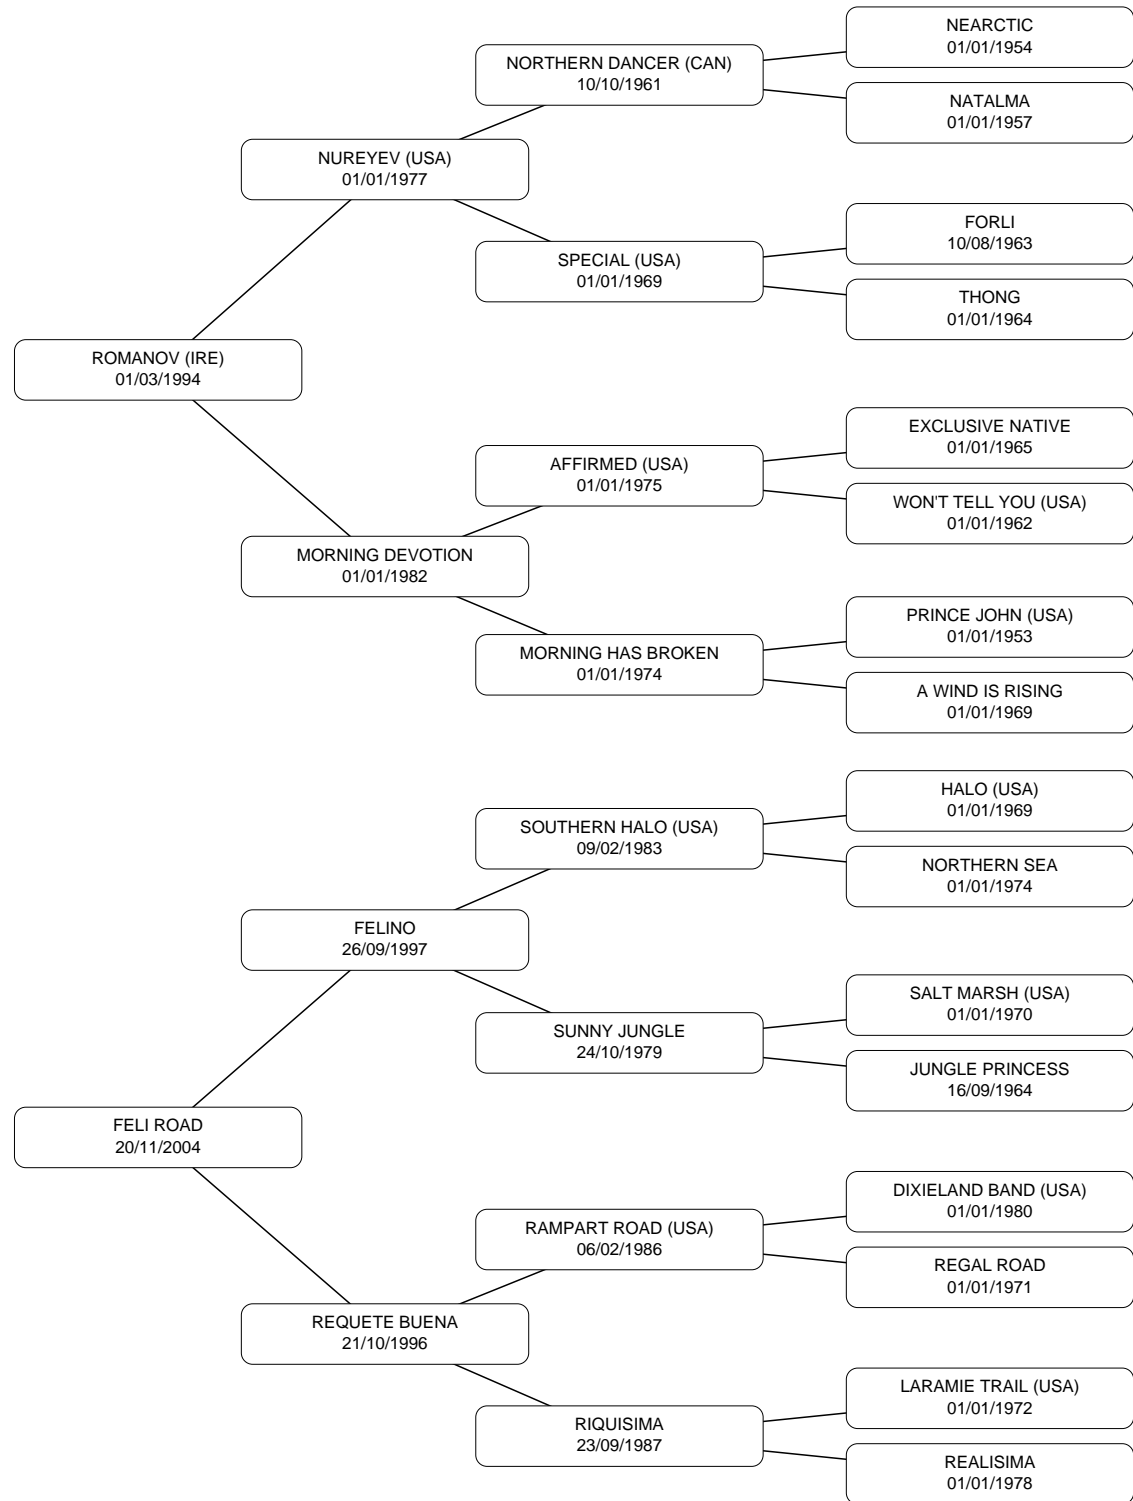 NEARCTIC
01/01/1954
NORTHERN DANCER (CAN)
10/10/1961
NATALMA
01/01/1957
NUREYEV (USA)
01/01/1977
FORLI
10/08/1963
SPECIAL (USA)
01/01/1969
THONG
01/01/1964
ROMANOV (IRE)
01/03/1994
EXCLUSIVE NATIVE
01/01/1965
AFFIRMED (USA)
01/01/1975
WON'T TELL YOU (USA)
01/01/1962
MORNING DEVOTION
01/01/1982
PRINCE JOHN (USA)
01/01/1953
MORNING HAS BROKEN
01/01/1974
A WIND IS RISING
01/01/1969
HALO (USA)
01/01/1969
SOUTHERN HALO (USA)
09/02/1983
NORTHERN SEA
01/01/1974
FELINO
26/09/1997
SALT MARSH (USA)
01/01/1970
SUNNY JUNGLE
24/10/1979
JUNGLE PRINCESS
16/09/1964
FELI ROAD
20/11/2004
DIXIELAND BAND (USA)
01/01/1980
RAMPART ROAD (USA)
06/02/1986
REGAL ROAD
01/01/1971
REQUETE BUENA
21/10/1996
LARAMIE TRAIL (USA)
01/01/1972
RIQUISIMA
23/09/1987
REALISIMA
01/01/1978